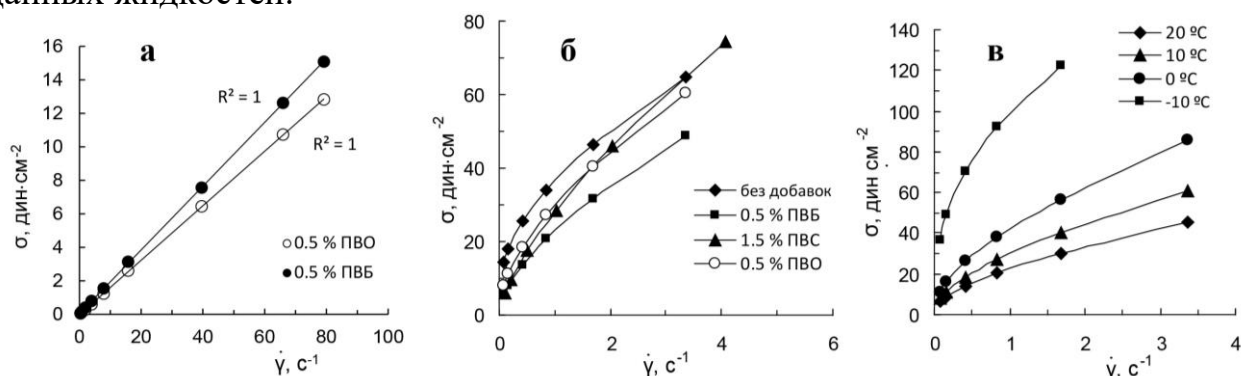 данных жидкостей.
а
σ, дин·см⁻²
16
14
12
10
8
6
4
2
0
R² = 1
R² = 1
○ 0.5 % ПВО
● 0.5 % ПВБ
0 20 40 60 80 100
γ̇, с⁻¹
б
σ, дин·см⁻²
80
60
40
20
0
без добавок
0.5 % ПВБ
1.5 % ПВС
0.5 % ПВО
0 2 4 6
γ̇, с⁻¹
в
σ, дин см⁻²
140
120
100
80
60
40
20
0
20 ºC
10 ºC
0 ºC
-10 ºC
0 1 2 3 4
γ̇, с⁻¹